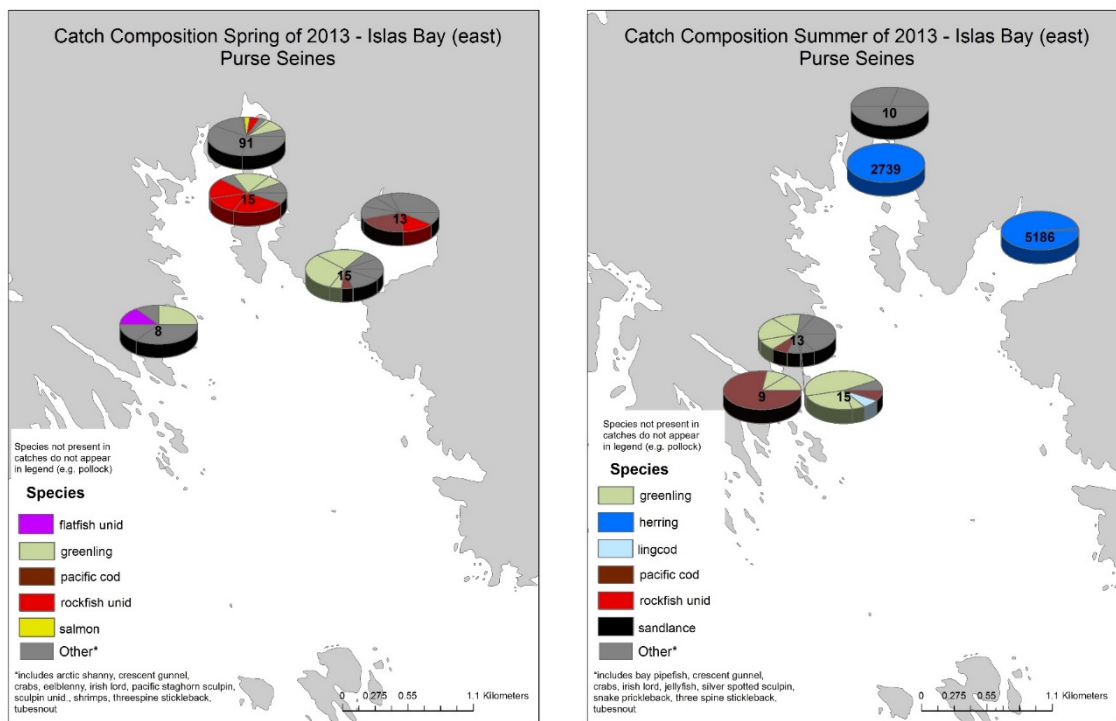 Catch Composition Spring of 2013 - Islas Bay (east)
Purse Seines
91
15
13
15
8
Species not present in
catches do not appear
in legend (e.g. pollock)
Species
flatfish unid
greenling
pacific cod
rockfish unid
salmon
Other*
*includes arctic shanny, crescent gunnel,
crabs, eelblenny, irish lord, pacific staghorn sculpin,
sculpin unid., shrimps, threespine stickleback,
tubesnout
0 0.275 0.55 1.1 Kilometers
Catch Composition Summer of 2013 - Islas Bay (east)
Purse Seines
10
2739
5186
13
9
15
Species not present in
catches do not appear
in legend (e.g. pollock)
Species
greenling
herring
lingcod
pacific cod
rockfish unid
sandlance
Other*
*includes bay pipefish, crescent gunnel,
crabs, irish lord, jellyfish, silver spotted sculpin,
snake prickleback, three spine stickleback,
tubesnout
0 0.275 0.55 1.1 Kilometers